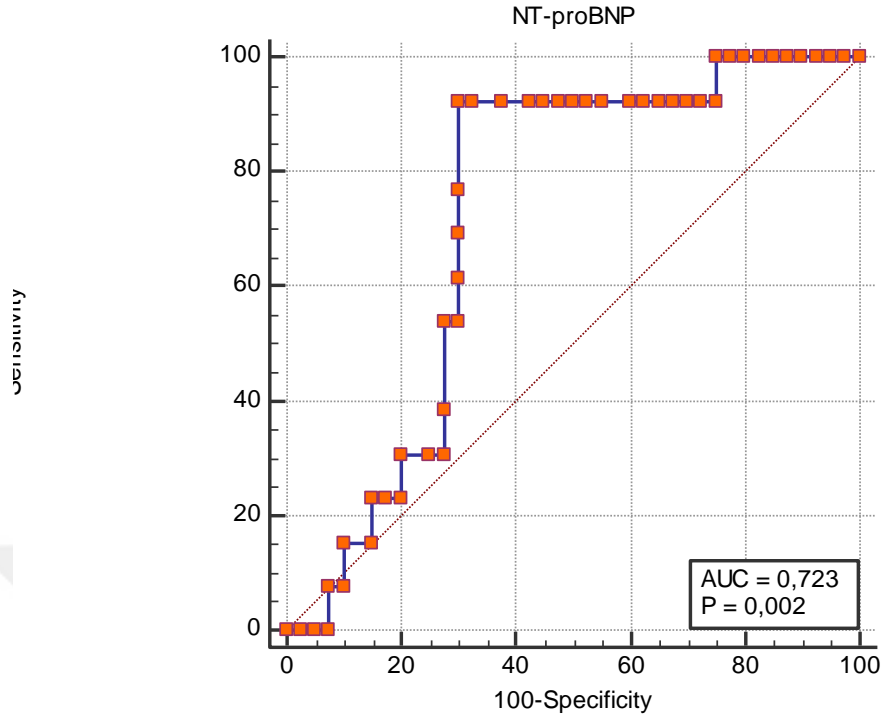 NT-proBNP
100
80
60
40
20
0
0 20 40 60 80 100
100-Specificity
Sensitivity
AUC = 0,723
P = 0,002